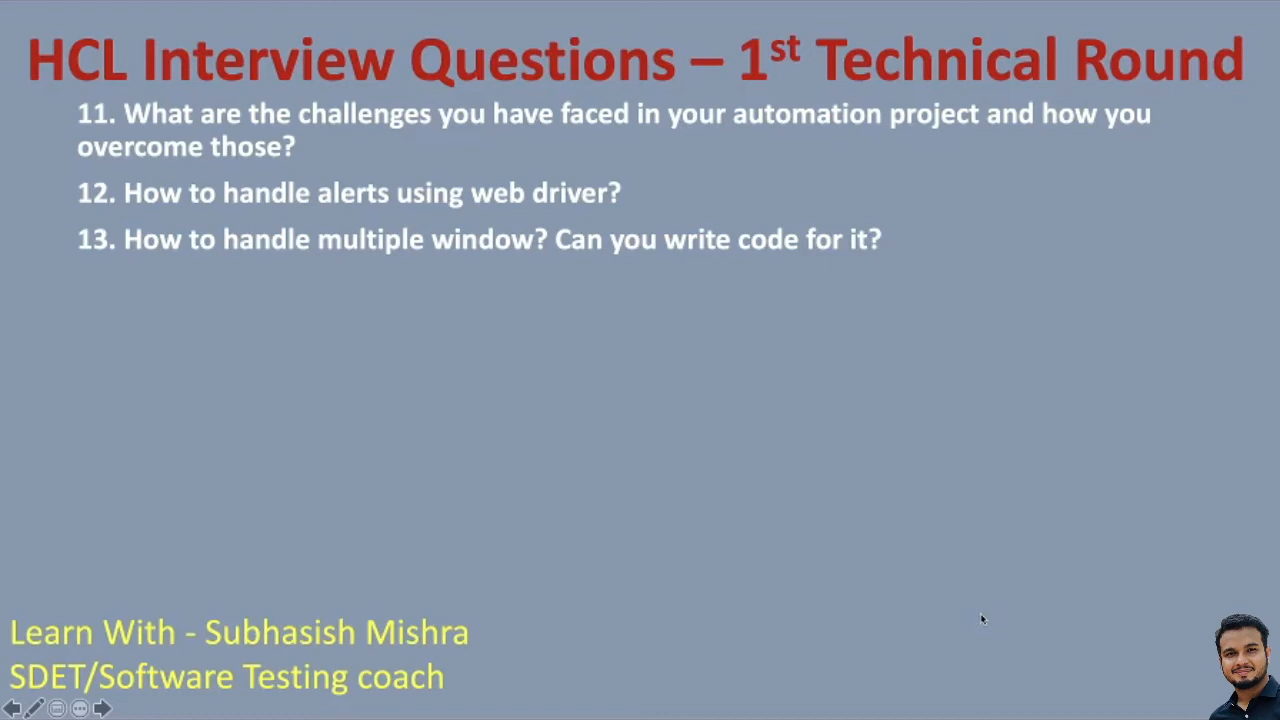 HCL Interview Questions – 1st Technical Round
11. What are the challenges you have faced in your automation project and how you
overcome those?
12. How to handle alerts using web driver?
13. How to handle multiple window? Can you write code for it?
Learn With - Subhasish Mishra
SDET/Software Testing coach